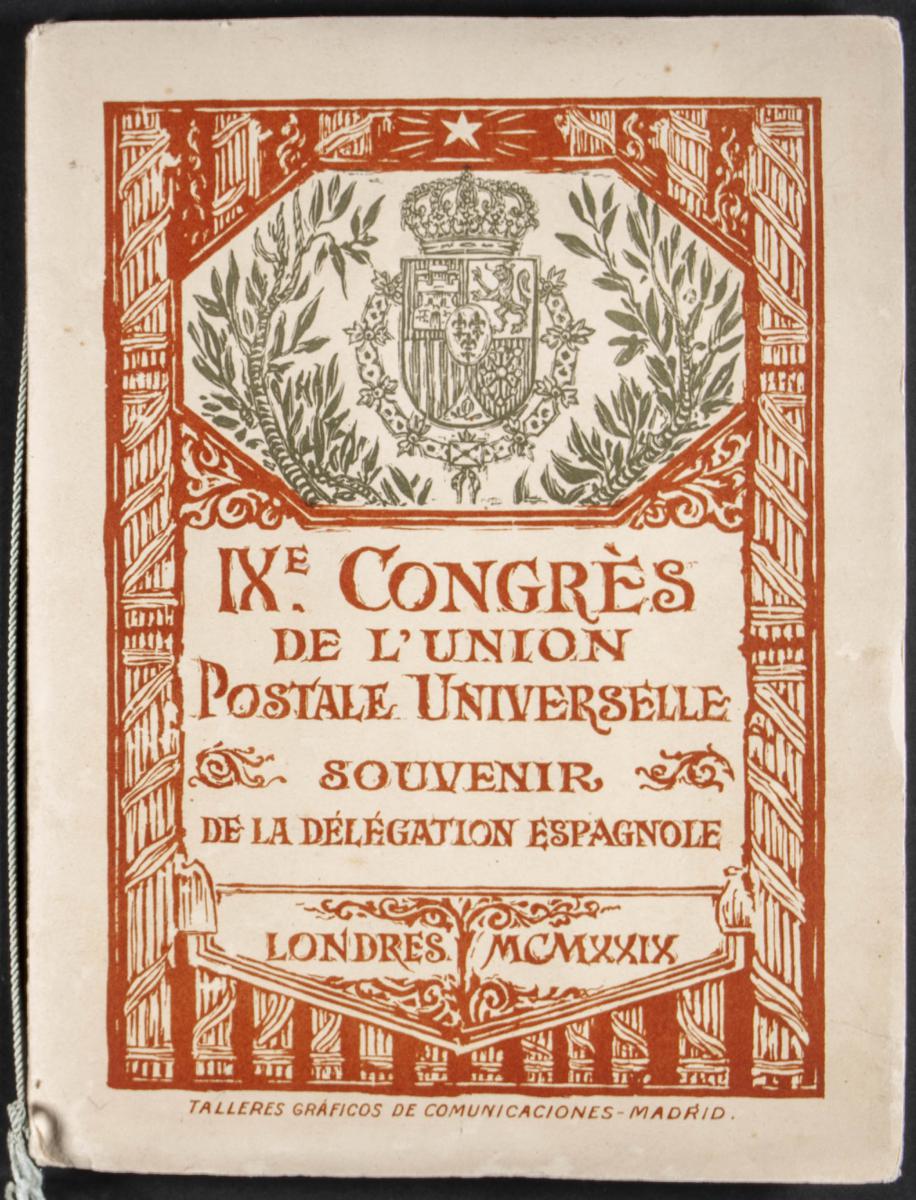 IXE. CONGRÈS
DE L'UNION
POSTALE UNIVERSELLE
SOUVENIR
DE LA DÉLÉGATION ESPAGNOLE
LONDRES. MCMXXIX
TALLERES GRÁFICOS DE COMUNICACIONES-MADRID.